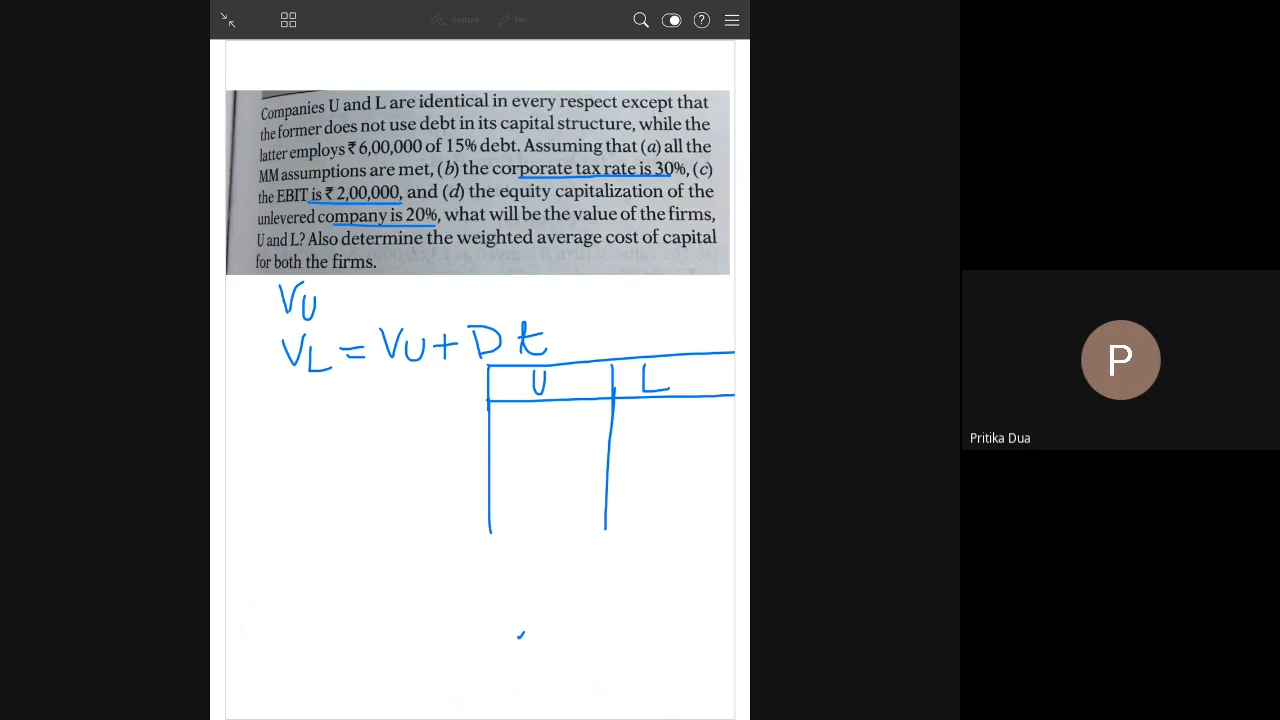 Gesture
Pen
Companies U and L are identical in every respect except that
the former does not use debt in its capital structure, while the
latter employs ₹ 6,00,000 of 15% debt. Assuming that (a) all the
MM assumptions are met, (b) the corporate tax rate is 30%, (c)
the EBIT is ₹ 2,00,000, and (d) the equity capitalization of the
unlevered company is 20%, what will be the value of the firms,
U and L? Also determine the weighted average cost of capital
for both the firms.
VU
VL = VU + D t
U L
P
Pritika Dua